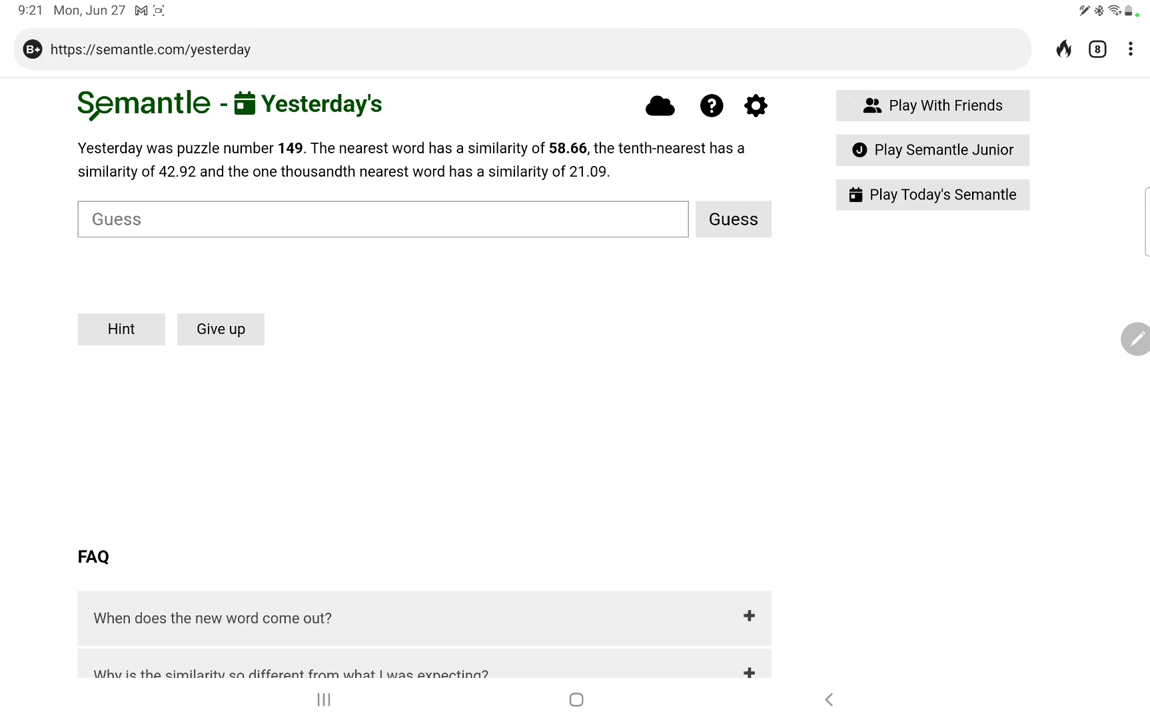 9:21 Mon, Jun 27
B+ https://semantle.com/yesterday
8
Semantle - Yesterday's
Play With Friends
Yesterday was puzzle number 149. The nearest word has a similarity of 58.66, the tenth-nearest has a
similarity of 42.92 and the one thousandth nearest word has a similarity of 21.09.
J Play Semantle Junior
Play Today's Semantle
Guess
Guess
Hint
Give up
FAQ
When does the new word come out?
Why is the similarity so different from what I was expecting?